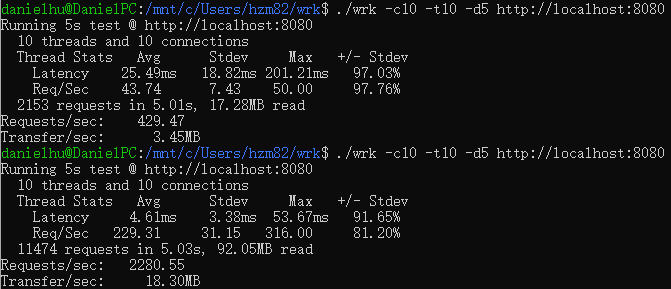 danielhu@DanielPC:/mnt/c/Users/hzm82/wrk$ ./wrk -c10 -t10 -d5 http://localhost:8080
Running 5s test @ http://localhost:8080
  10 threads and 10 connections
  Thread Stats   Avg      Stdev     Max   +/- Stdev
    Latency    25.49ms   18.82ms 201.21ms   97.03%
    Req/Sec    43.74      7.43    50.00     97.76%
  2153 requests in 5.01s, 17.28MB read
Requests/sec:    429.47
Transfer/sec:      3.45MB
danielhu@DanielPC:/mnt/c/Users/hzm82/wrk$ ./wrk -c10 -t10 -d5 http://localhost:8080
Running 5s test @ http://localhost:8080
  10 threads and 10 connections
  Thread Stats   Avg      Stdev     Max   +/- Stdev
    Latency     4.61ms    3.38ms  53.67ms   91.65%
    Req/Sec   229.31     31.15   316.00     81.20%
  11474 requests in 5.03s, 92.05MB read
Requests/sec:   2280.55
Transfer/sec:     18.30MB